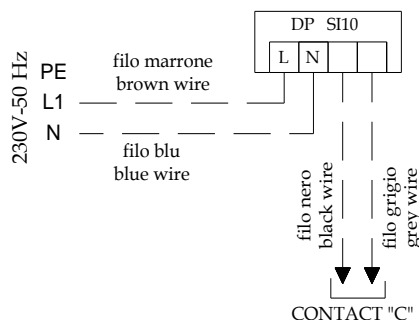 DP SI10
L N
230V-50 Hz
PE
L1
N
filo marrone
brown wire
filo blu
blue wire
filo nero
black wire
filo grigio
grey wire
CONTACT "C"